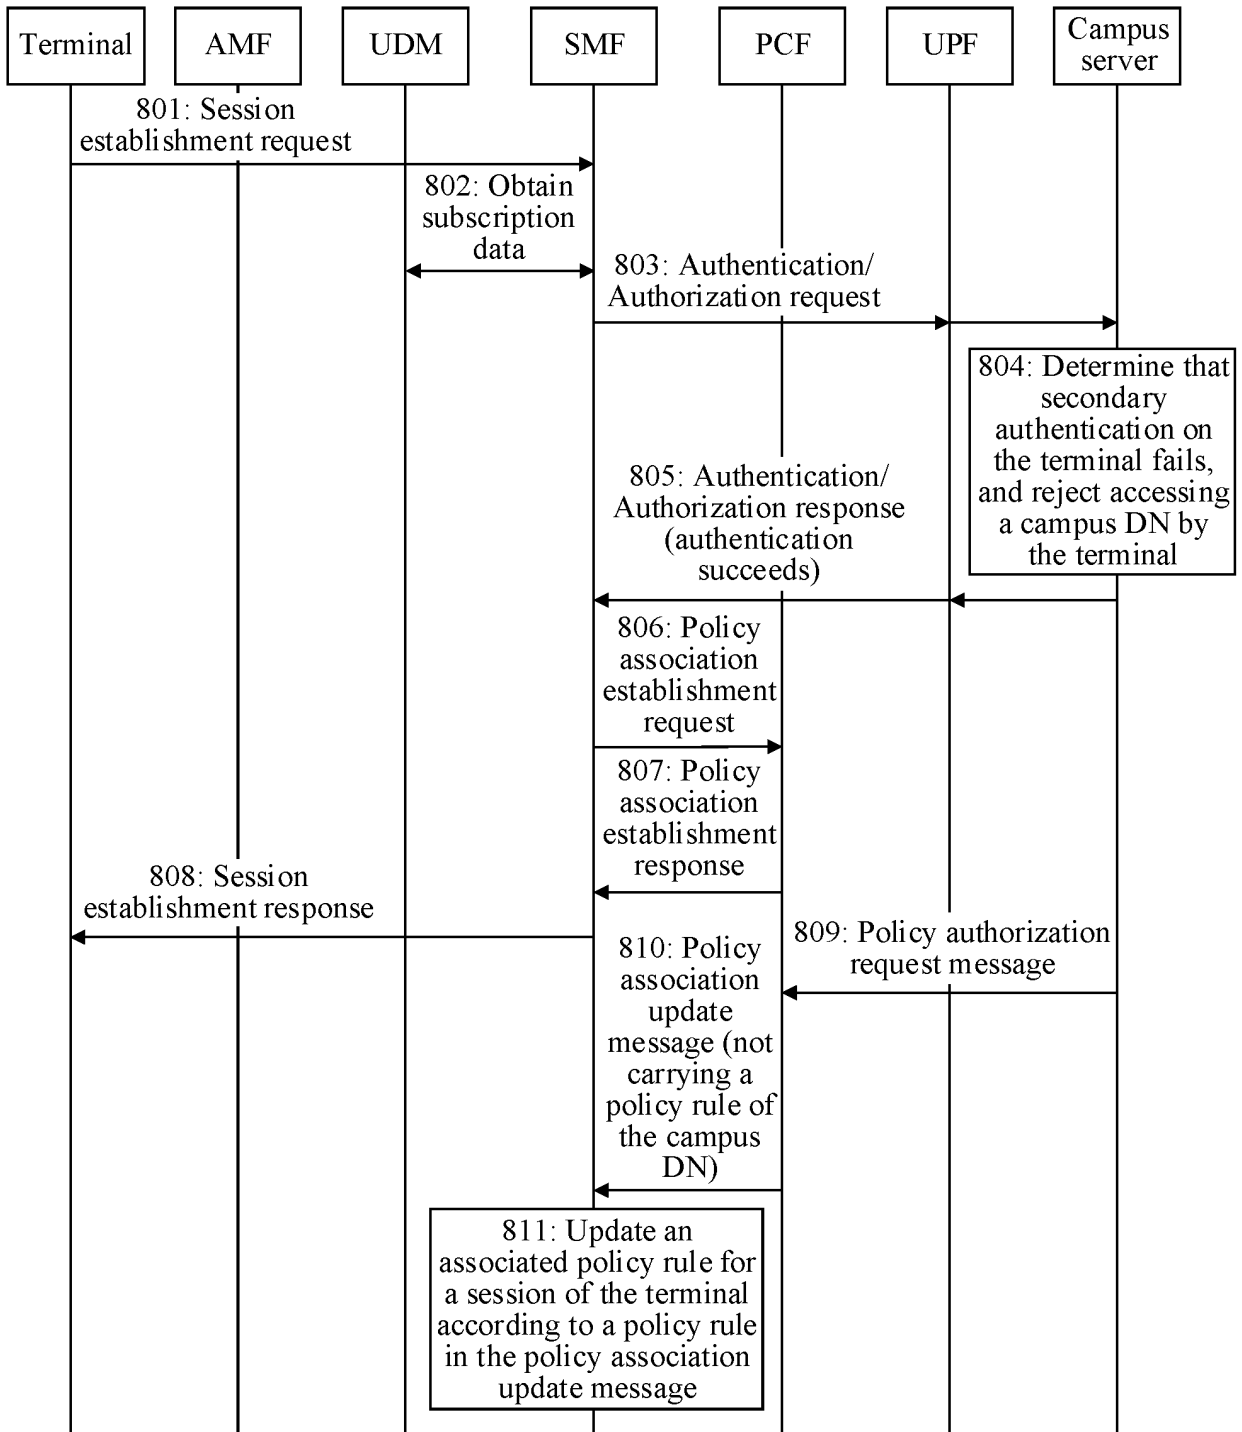 Terminal
AMF
UDM
SMF
PCF
UPF
Campus
server
801: Session
establishment request
802: Obtain
subscription
data
803: Authentication/
Authorization request
804: Determine that
secondary
authentication on
the terminal fails,
and reject accessing
a campus DN by
the terminal
805: Authentication/
Authorization response
(authentication
succeeds)
806: Policy
association
establishment
request
807: Policy
association
establishment
response
808: Session
establishment response
809: Policy authorization
request message
810: Policy
association
update
message (not
carrying a
policy rule of
the campus
DN)
811: Update an
associated policy rule for
a session of the terminal
according to a policy rule
in the policy association
update message